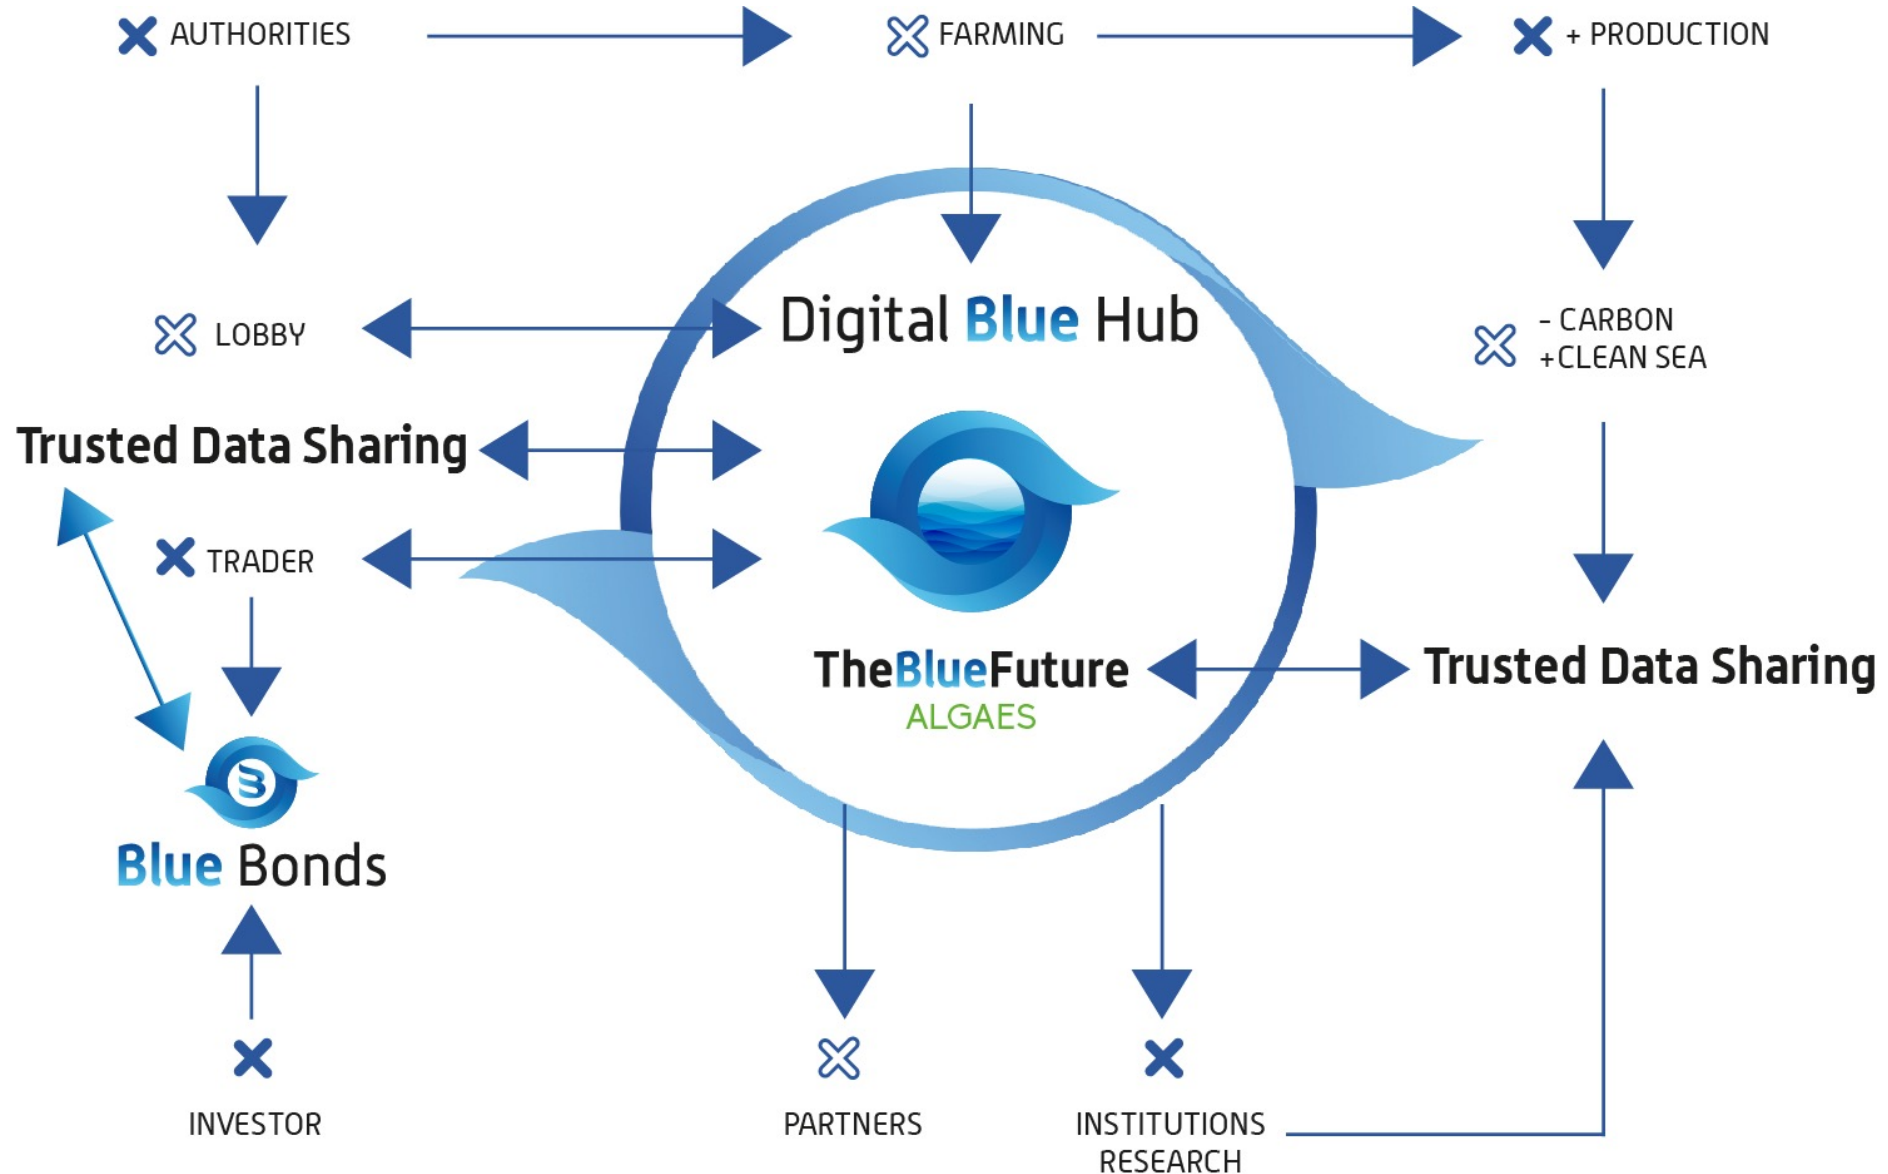 AUTHORITIES
FARMING
+ PRODUCTION
LOBBY
Digital Blue Hub
- CARBON
+CLEAN SEA
Trusted Data Sharing
TRADER
TheBlueFuture
ALGAES
Trusted Data Sharing
Blue Bonds
INVESTOR
PARTNERS
INSTITUTIONS
RESEARCH